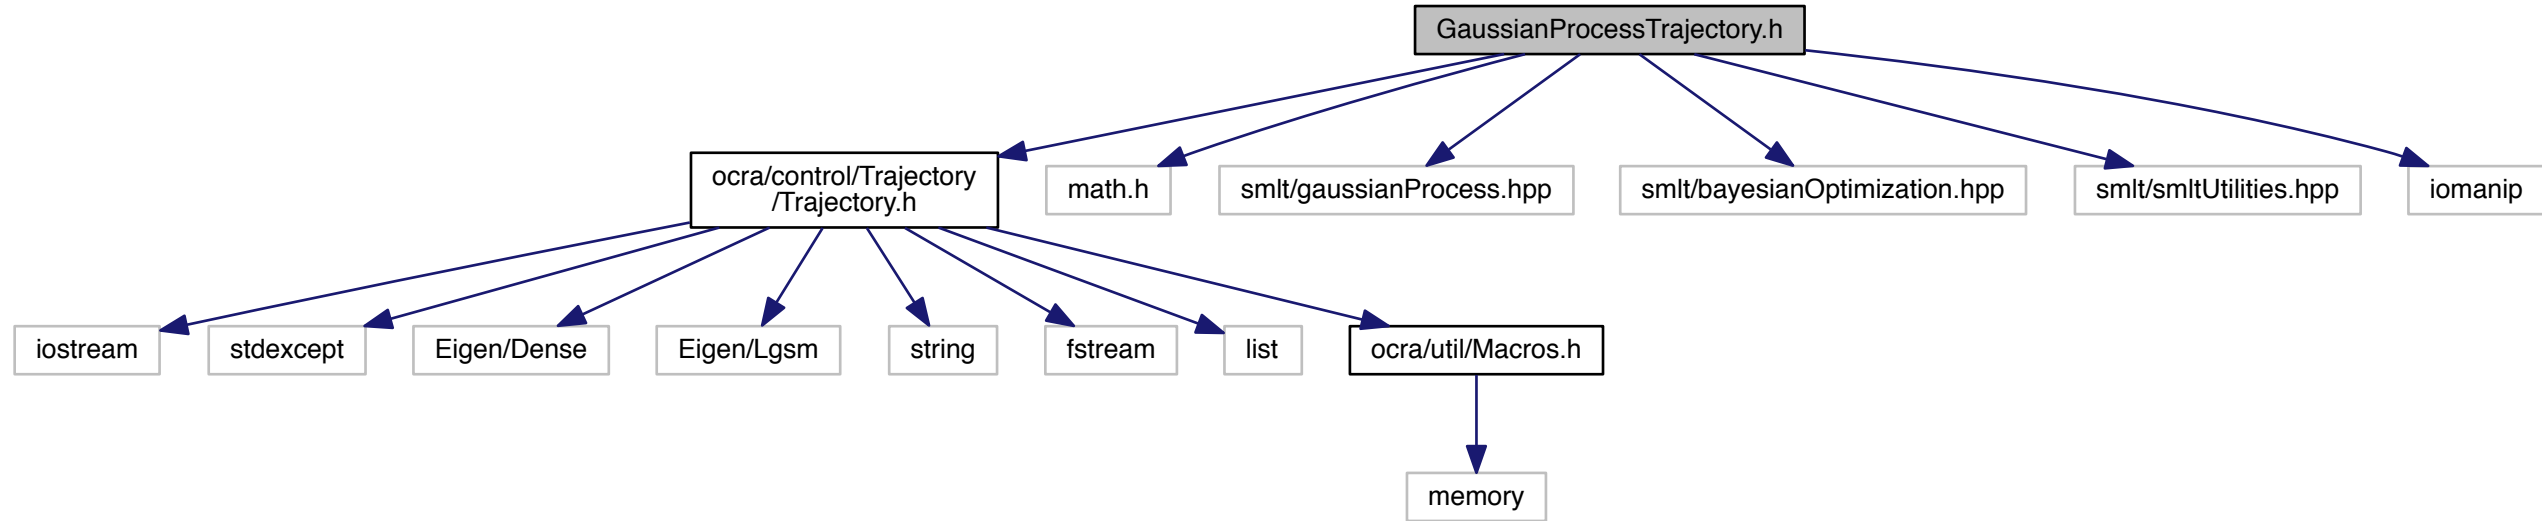 GaussianProcessTrajectory.h
ocra/control/Trajectory
/Trajectory.h
math.h
smlt/gaussianProcess.hpp
smlt/bayesianOptimization.hpp
smlt/smltUtilities.hpp
iomanip
iostream
stdexcept
Eigen/Dense
Eigen/Lgsm
string
fstream
list
ocra/util/Macros.h
memory